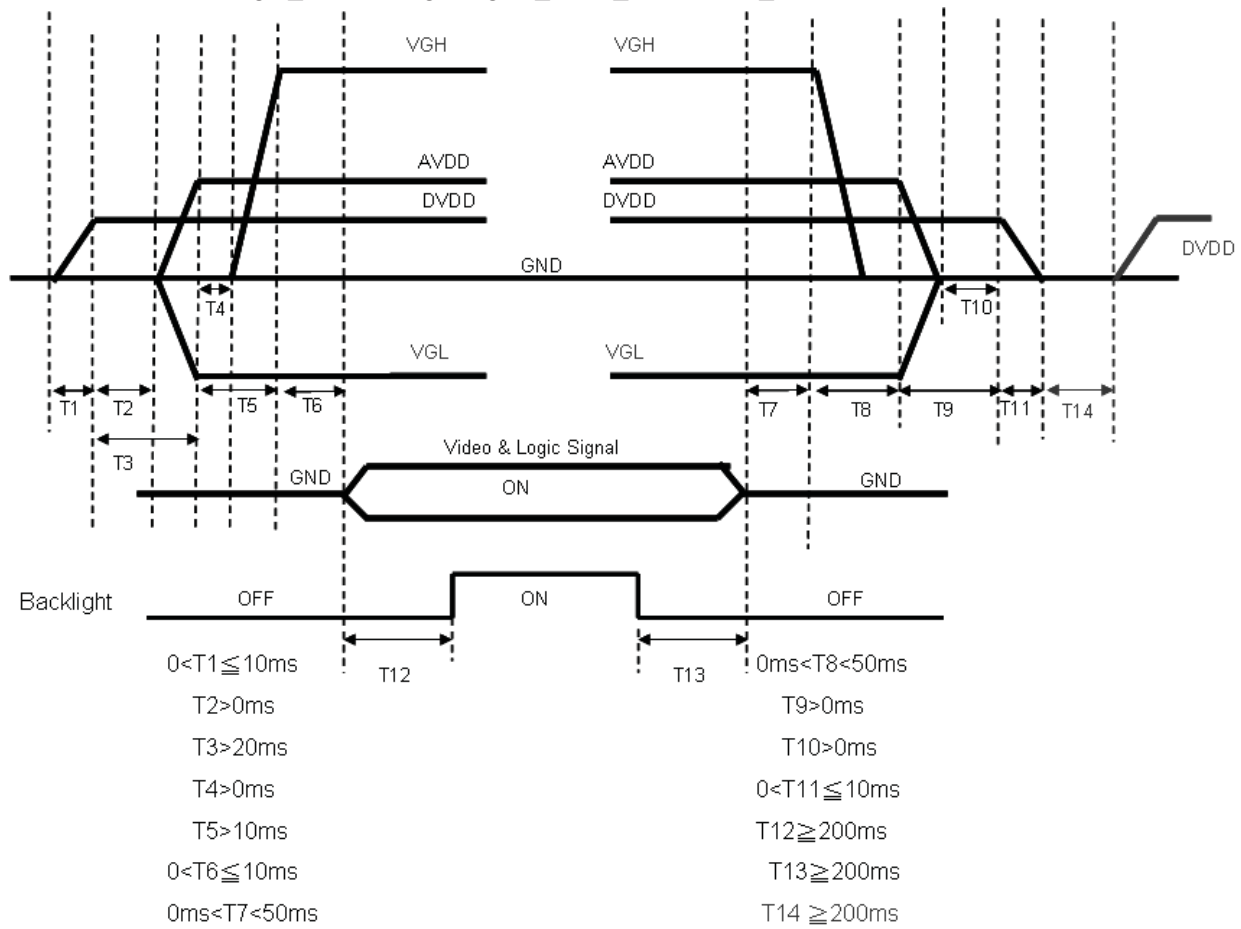 VGH VGH
AVDD AVDD
DVDD DVDD
DVDD
GND
T4 T10
VGL VGL
T1 T2 T5 T6 T7 T8 T9 T11 T14
T3
Video & Logic Signal
GND ON GND
Backlight OFF ON OFF
T12 T13
0<T1≦10ms
T2>0ms
T3>20ms
T4>0ms
T5>10ms
0<T6≦10ms
0ms<T7<50ms
0ms<T8<50ms
T9>0ms
T10>0ms
0<T11≦10ms
T12≧200ms
T13≧200ms
T14 ≧200ms